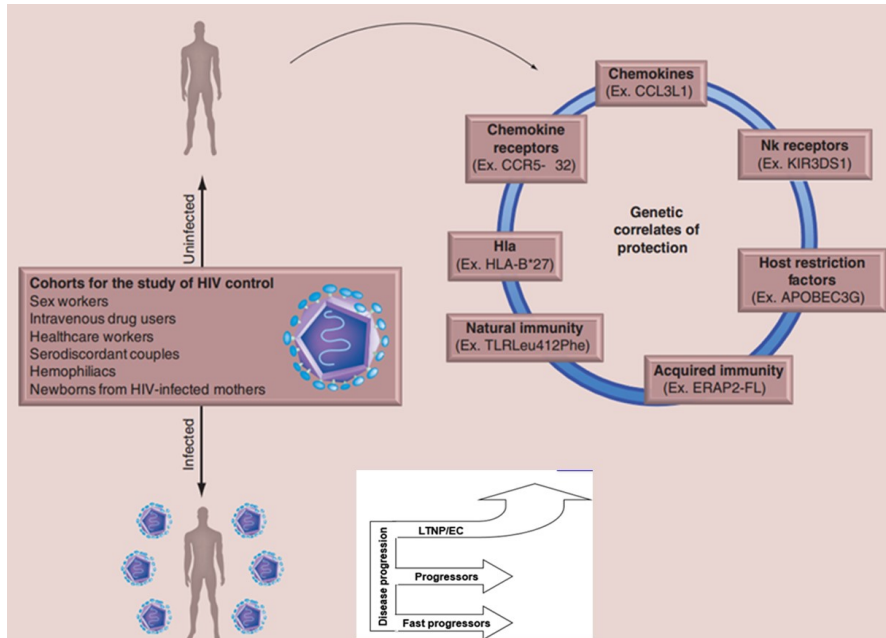 Chemokines
(Ex. CCL3L1)
Chemokine
receptors
(Ex. CCR5- 32)
Nk receptors
(Ex. KIR3DS1)
Genetic
correlates of
protection
Hla
(Ex. HLA-B*27)
Host restriction
factors
(Ex. APOBEC3G)
Natural immunity
(Ex. TLRLeu412Phe)
Acquired immunity
(Ex. ERAP2-FL)
Uninfected
Cohorts for the study of HIV control
Sex workers
Intravenous drug users
Healthcare workers
Serodiscordant couples
Hemophiliacs
Newborns from HIV-infected mothers
Infected
Disease progression
LTNP/EC
Progressors
Fast progressors